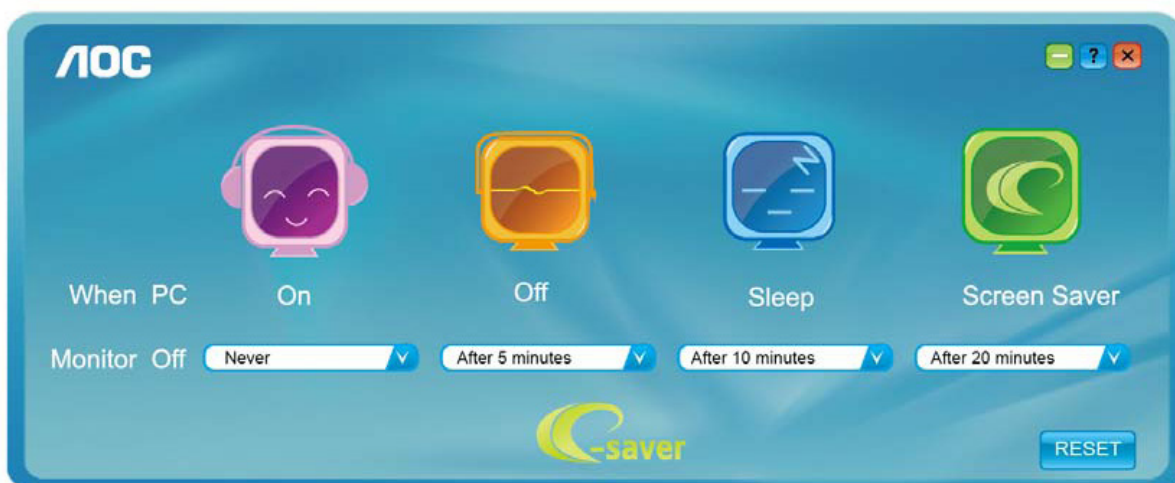 AOC
?
When PC On Off Sleep Screen Saver
Monitor Off Never After 5 minutes After 10 minutes After 20 minutes
e-saver
RESET